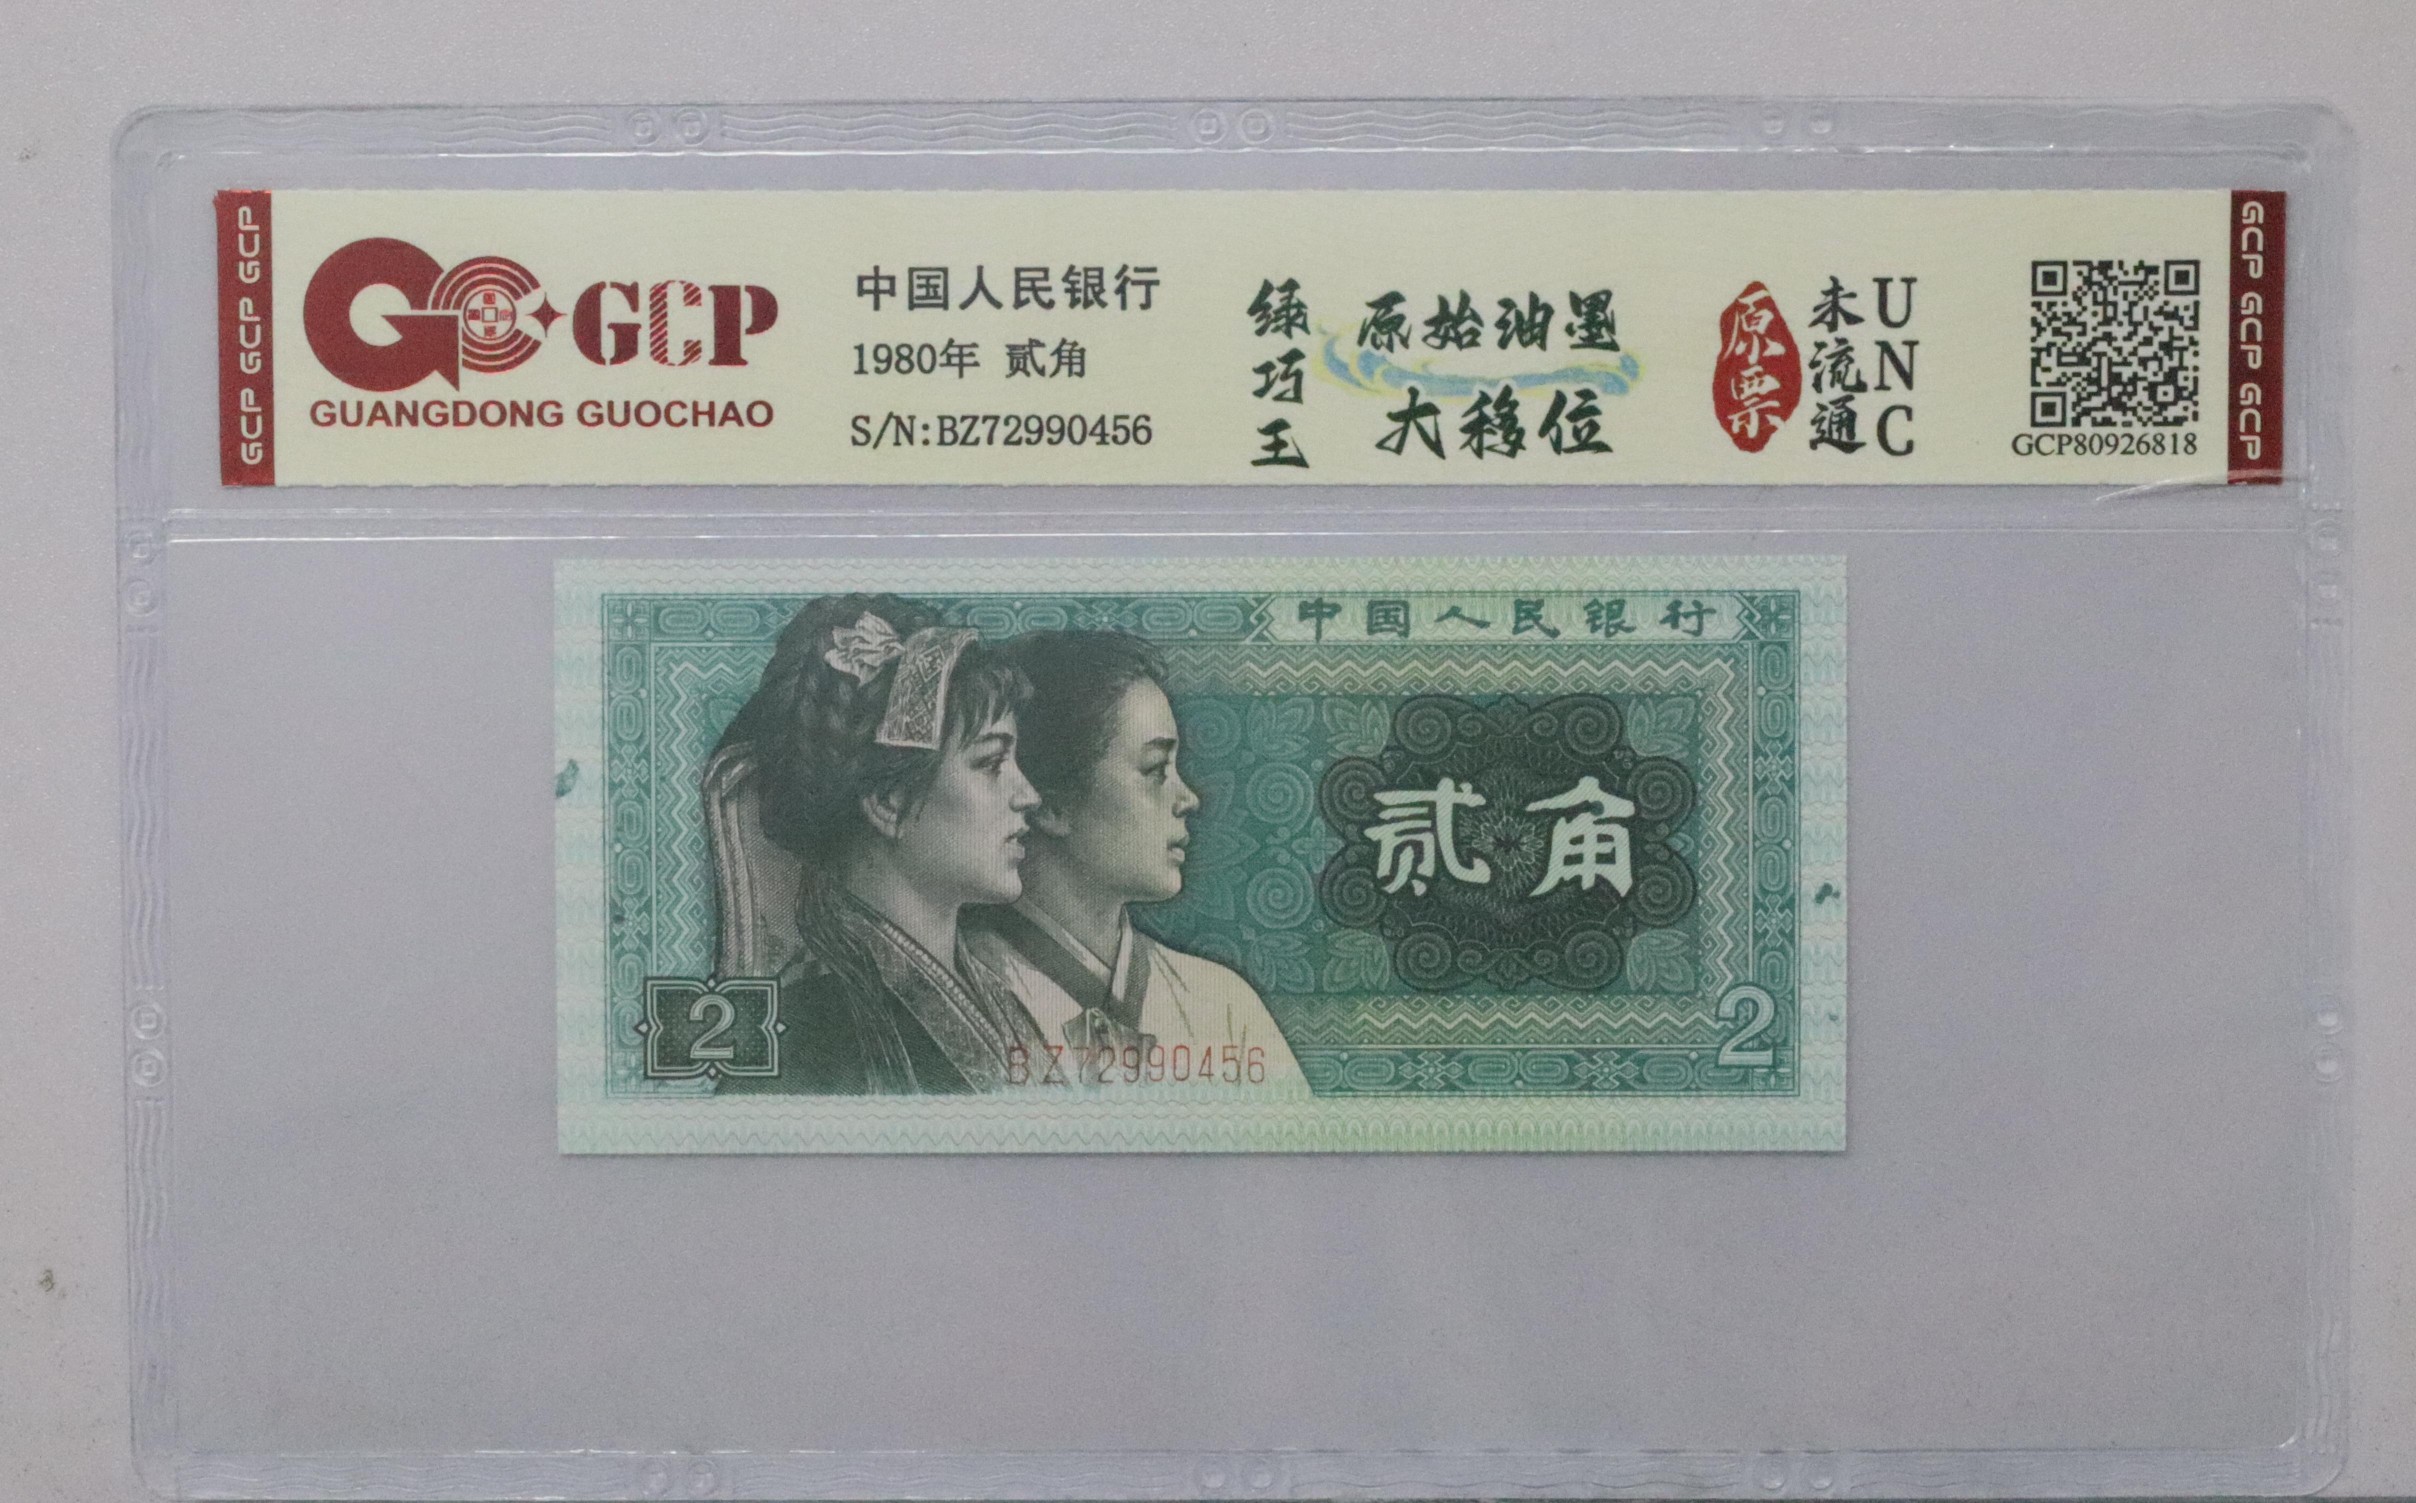 GCP GCP GCP
GCP
GUANGDONG GUOCHAO
中国人民银行
1980年 贰角
S/N:BZ72990456
绿巧王
原始油墨
大移位
原票
未流通
UNC
GCP80926818
GCP GCP GCP
中国人民银行
贰角
2
2
BZ72990456